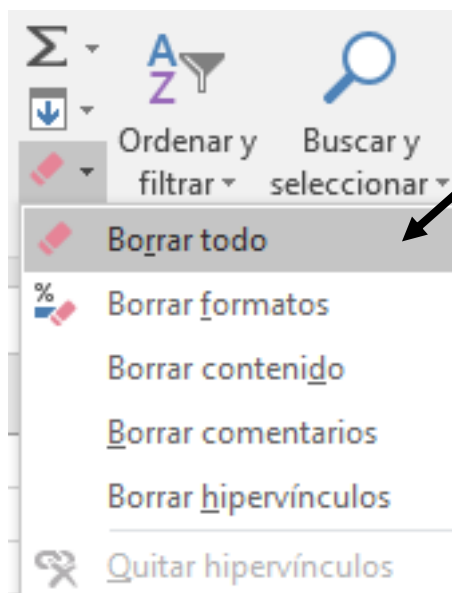 Σ
A
Z
Ordenar y
filtrar
Buscar y
seleccionar
Borrar todo
%
Borrar formatos
Borrar contenido
Borrar comentarios
Borrar hipervínculos
Quitar hipervínculos